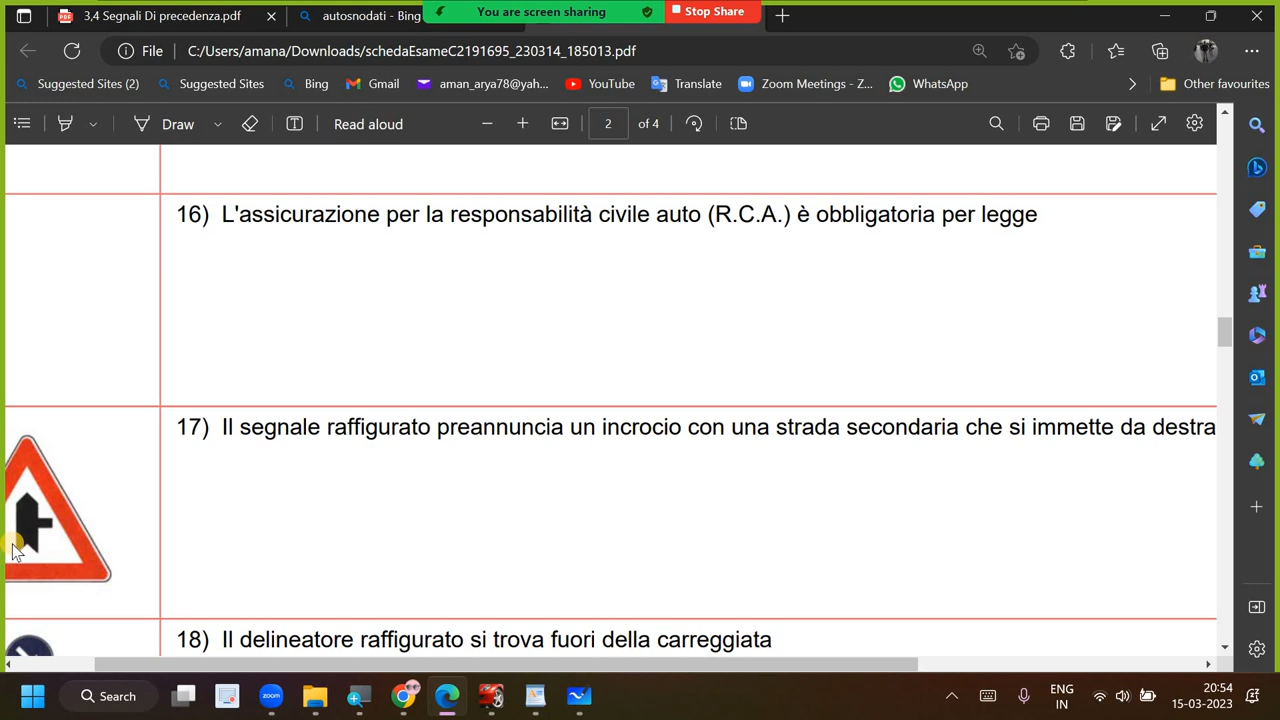 3,4 Segnali Di precedenza.pdf
autosnodati - Bing
You are screen sharing
Stop Share
File
C:/Users/amana/Downloads/schedaEsameC2191695_230314_185013.pdf
Suggested Sites (2)
Suggested Sites
Bing
Gmail
aman_arya78@yah...
YouTube
Translate
Zoom Meetings - Z...
WhatsApp
Other favourites
Draw
Read aloud
2
of 4
16) L'assicurazione per la responsabilità civile auto (R.C.A.) è obbligatoria per legge
17) Il segnale raffigurato preannuncia un incrocio con una strada secondaria che si immette da destra
18) Il delineatore raffigurato si trova fuori della carreggiata
Search
zoom
ENG
IN
20:54
15-03-2023